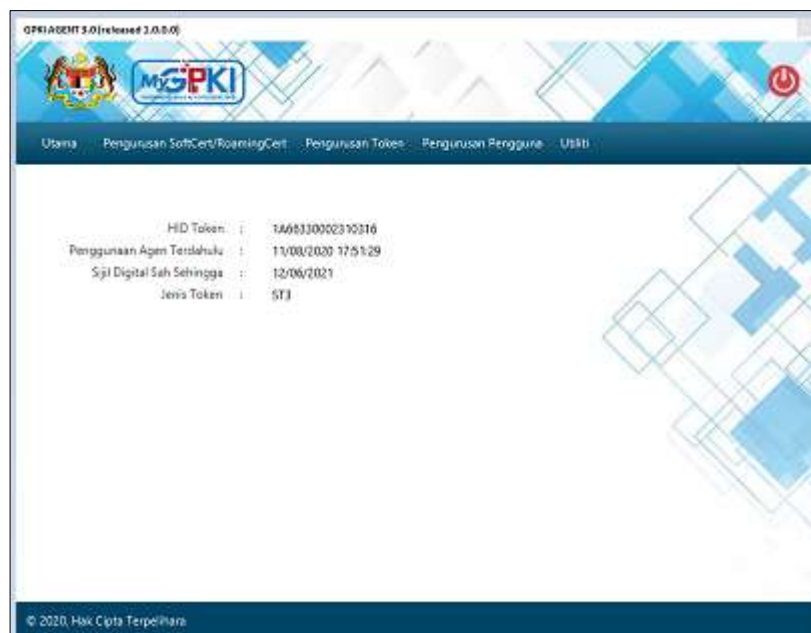 GPKI AGENT 3.0(released 1.0.0.0)
MyGPKI
Utama Pengurusan SoftCert/RoamingCert Pengurusan Token Pengurusan Pengguna Utiliti
HID Token : 1A66330002310316
Penggunaan Agen Terdahulu : 11/08/2020 17:51:29
Sijil Digital Sah Sehingga : 12/06/2021
Jenis Token : ST3
© 2020, Hak Cipta Terpelihara